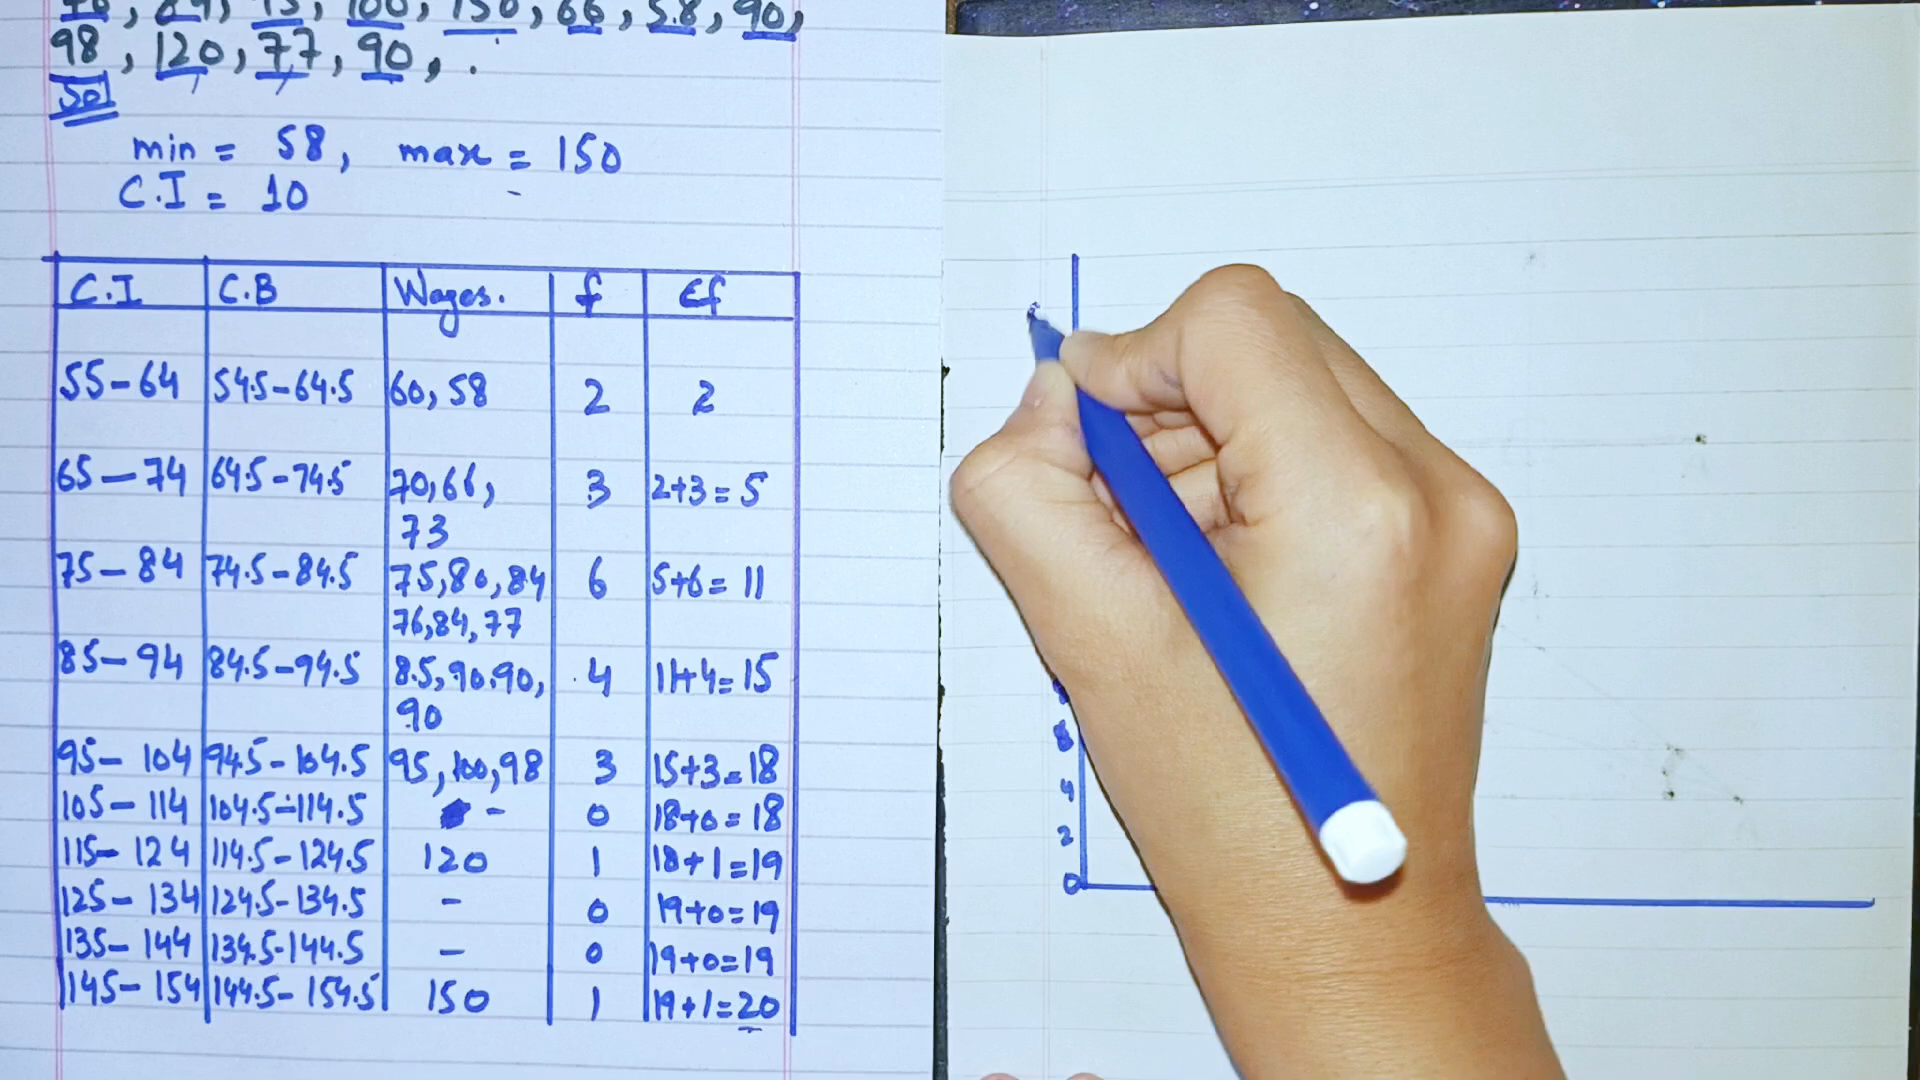 , 100, 150, 66, 58, 90,
98, 120, 77, 90, .
Sol
min = 58, max = 150
C.I = 10
C.I C.B Wages. f Cf
55-64 54.5-64.5 60, 58 2 2
65-74 64.5-74.5 70, 66, 3 2+3=5
73
75-84 74.5-84.5 75, 80, 84 6 5+6=11
76, 84, 77
85-94 84.5-94.5 85, 90, 90, 4 11+4=15
90
95-104 94.5-104.5 95, 100, 98 3 15+3=18
105-114 104.5-114.5 - 0 18+0=18
115-124 114.5-124.5 120 1 18+1=19
125-134 124.5-134.5 - 0 19+0=19
135-144 134.5-144.5 - 0 19+0=19
145-154 144.5-154.5 150 1 19+1=20
4
2
0